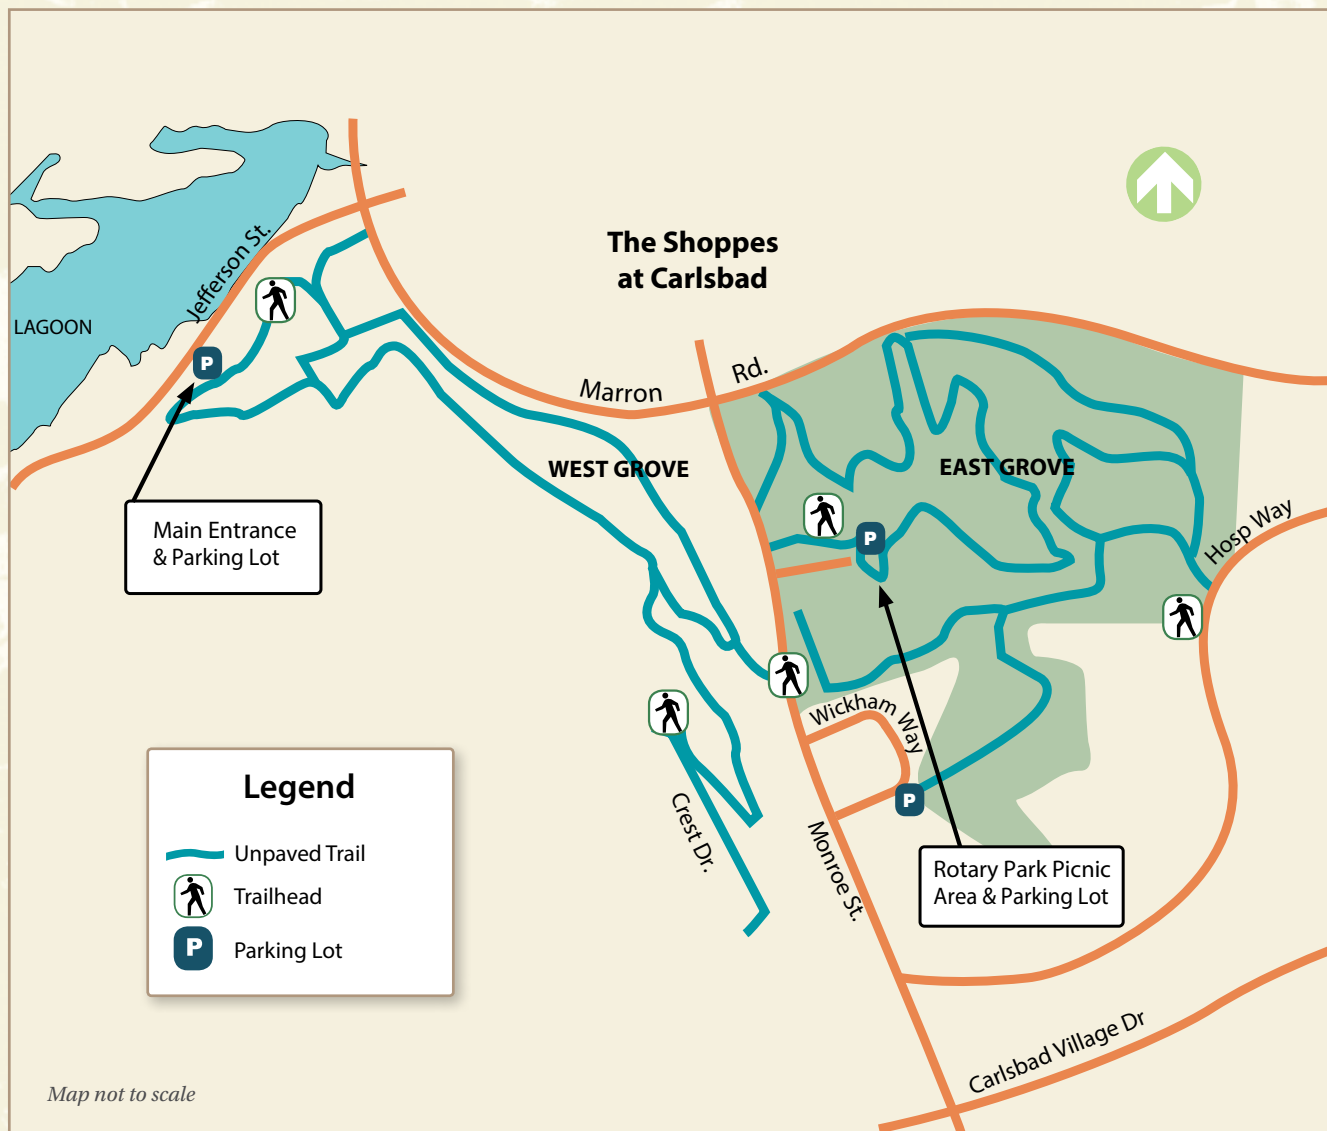 The Shoppes
at Carlsbad
Jefferson St.
LAGOON
P
Marron
Rd.
WEST GROVE
EAST GROVE
Main Entrance
& Parking Lot
P
Hosp Way
Wickham Way
Crest Dr.
P
Monroe St.
Rotary Park Picnic
Area & Parking Lot
Legend
Unpaved Trail
Trailhead
P Parking Lot
Carlsbad Village Dr
Map not to scale